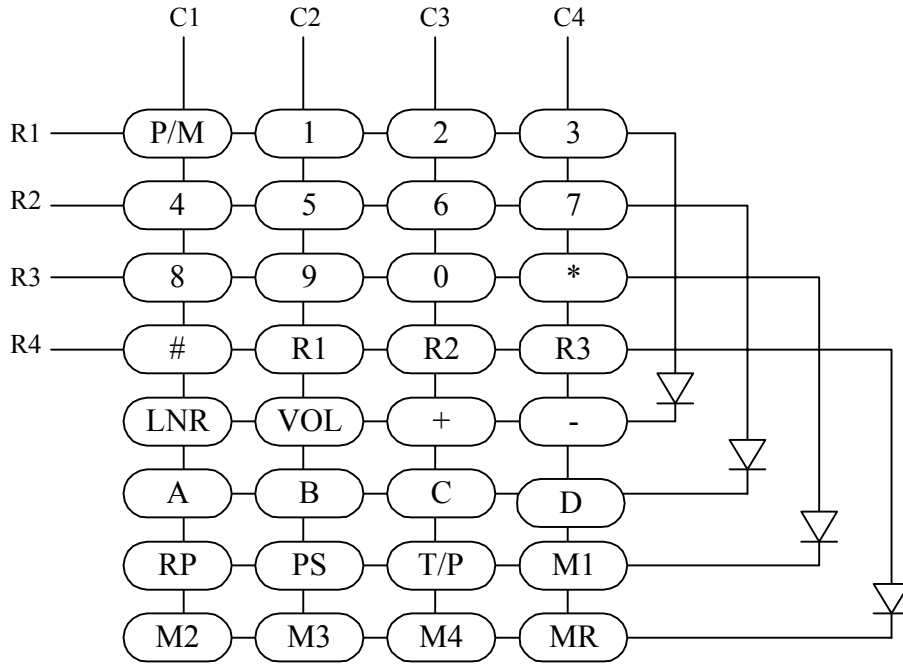 C1 C2 C3 C4
R1 P/M 1 2 3
R2 4 5 6 7
R3 8 9 0 *
R4 # R1 R2 R3
LNR VOL + -
A B C D
RP PS T/P M1
M2 M3 M4 MR